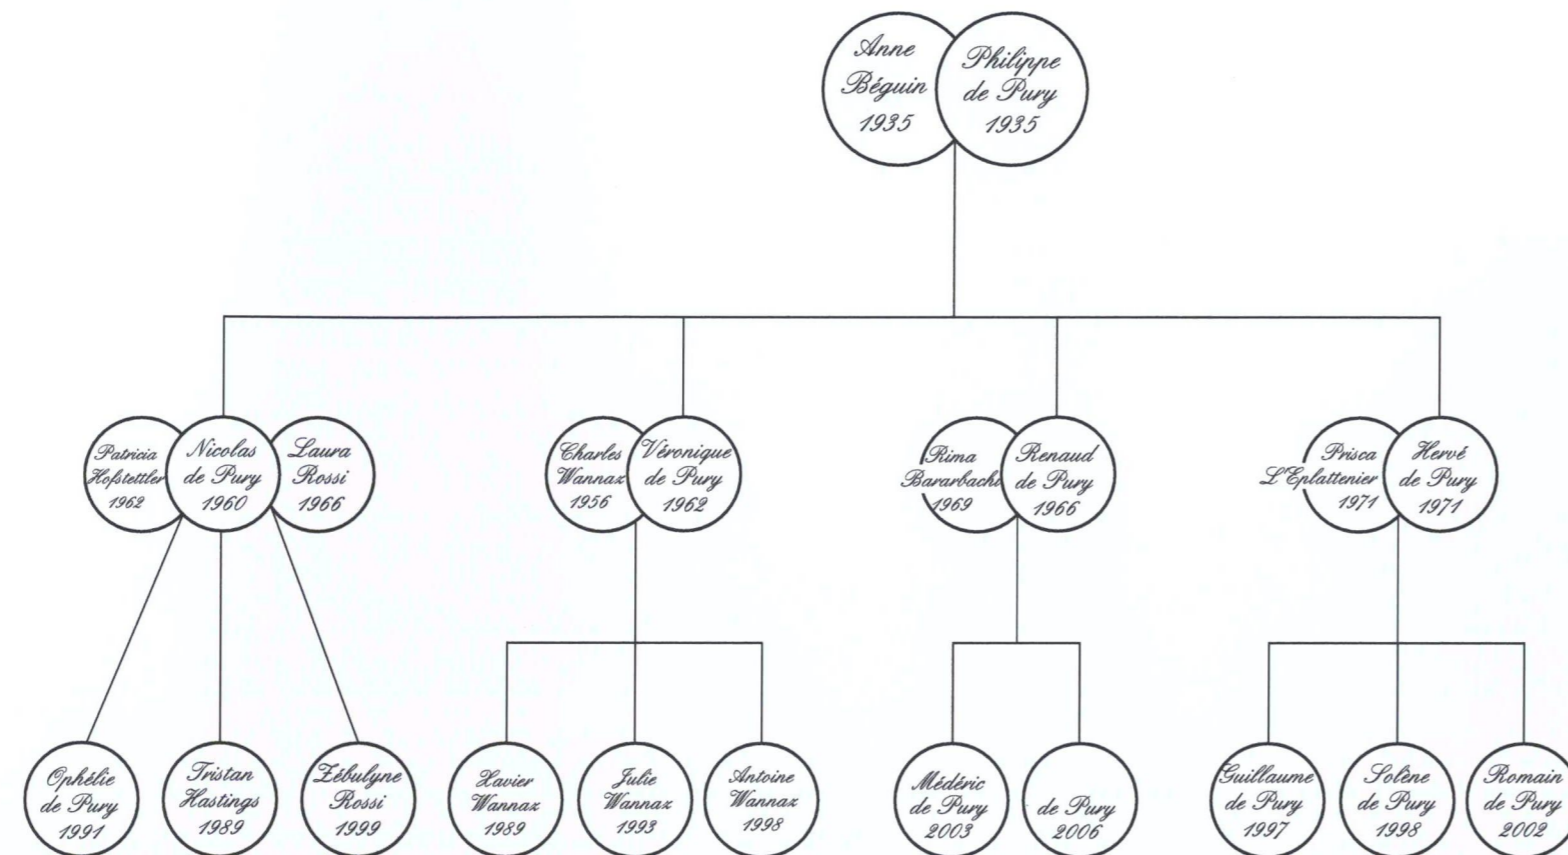 Anne
Béguin
1935
Philippe
de Pury
1935
Patricia
Hofstettler
1962
Nicolas
de Pury
1960
Laura
Rossi
1966
Charles
Wannaz
1956
Véronique
de Pury
1962
Rima
Bararbachi
1969
Renaud
de Pury
1966
Prisca
L'Eplattenier
1971
Hervé
de Pury
1971
Ophélie
de Pury
1991
Tristan
Hastings
1989
Zébulyne
Rossi
1999
Xavier
Wannaz
1989
Julie
Wannaz
1993
Antoine
Wannaz
1998
Médéric
de Pury
2003
de Pury
2006
Guillaume
de Pury
1997
Solène
de Pury
1998
Romain
de Pury
2002